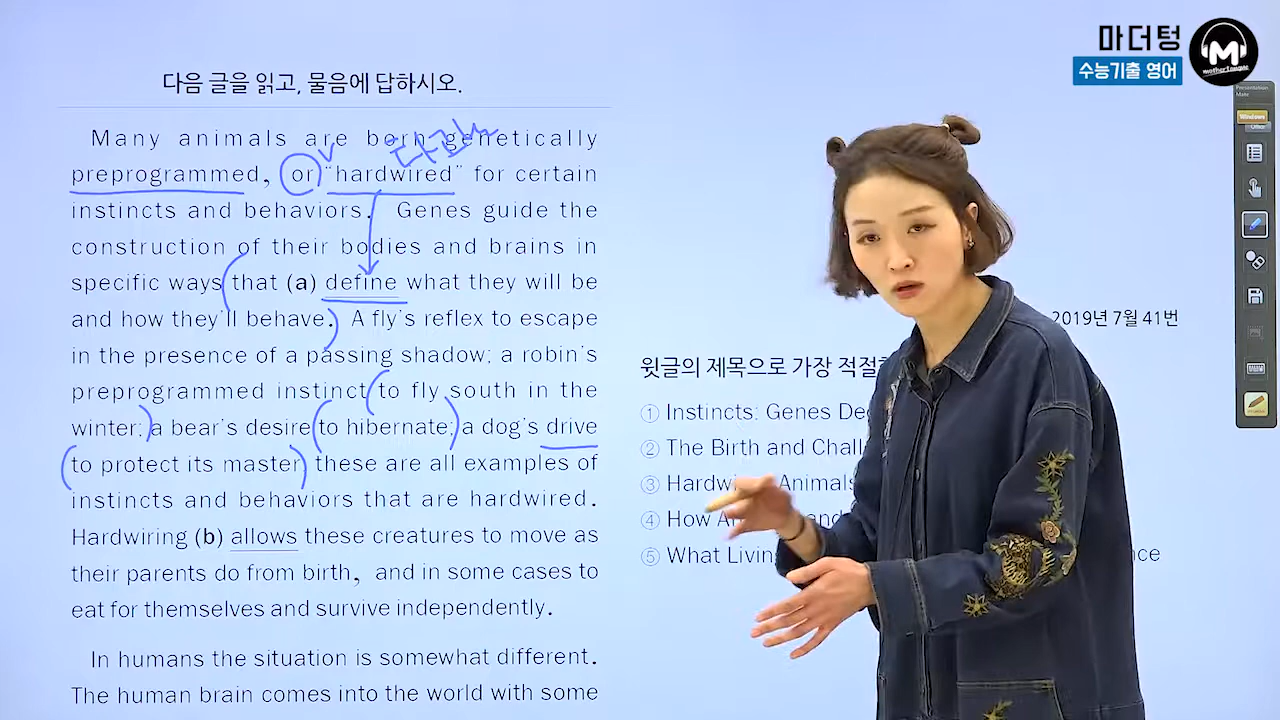 마더텅
수능기출 영어
mothertongue
Presentation
Mate
Windows
Office
다음 글을 읽고, 물음에 답하시오.
Many animals are born genetically
preprogrammed, or "hardwired" for certain
instincts and behaviors. Genes guide the
construction of their bodies and brains in
specific ways that (a) define what they will be
and how they'll behave. A fly's reflex to escape
in the presence of a passing shadow; a robin's
preprogrammed instinct to fly south in the
winter; a bear's desire to hibernate; a dog's drive
to protect its master; these are all examples of
instincts and behaviors that are hardwired.
Hardwiring (b) allows these creatures to move as
their parents do from birth, and in some cases to
eat for themselves and survive independently.
In humans the situation is somewhat different.
The human brain comes into the world with some
2019년 7월 41번
윗글의 제목으로 가장
① Instincts: Genes
② The Birth and
③ Animals
④ How
⑤ What